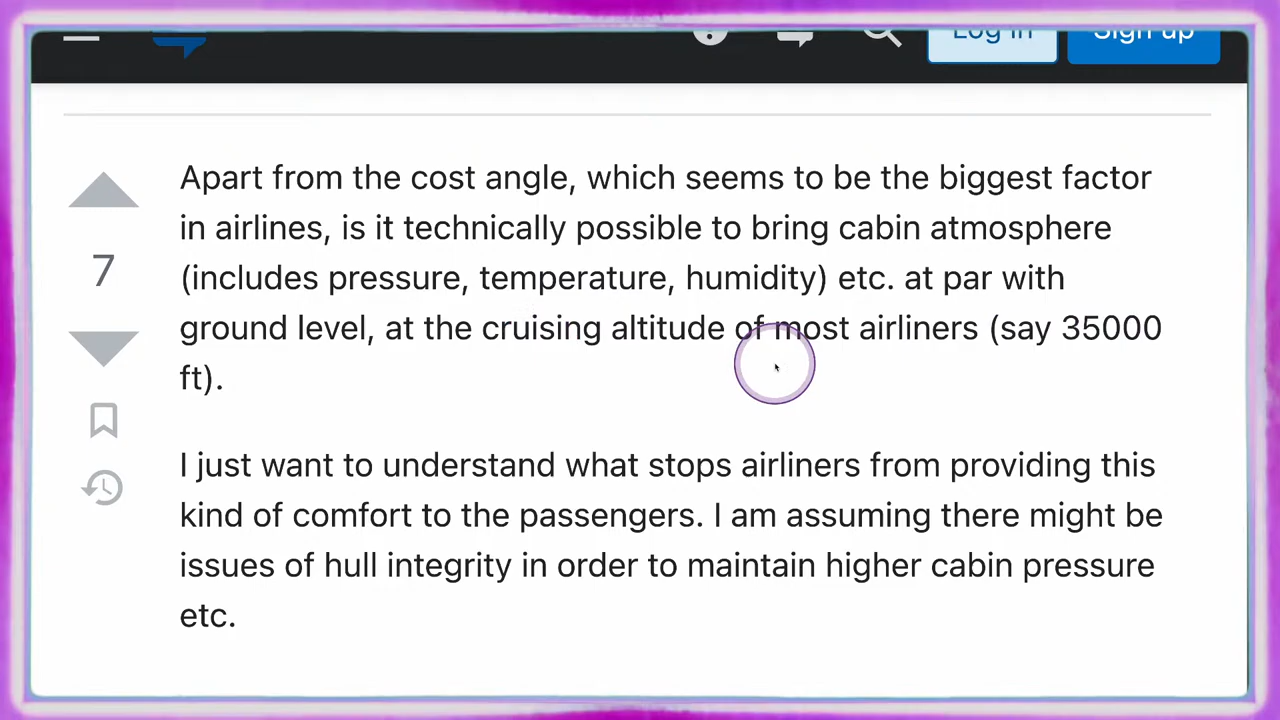 Log in
Sign up
Apart from the cost angle, which seems to be the biggest factor
in airlines, is it technically possible to bring cabin atmosphere
(includes pressure, temperature, humidity) etc. at par with
7
ground level, at the cruising altitude of most airliners (say 35000
ft).
I just want to understand what stops airliners from providing this
kind of comfort to the passengers. I am assuming there might be
issues of hull integrity in order to maintain higher cabin pressure
etc.